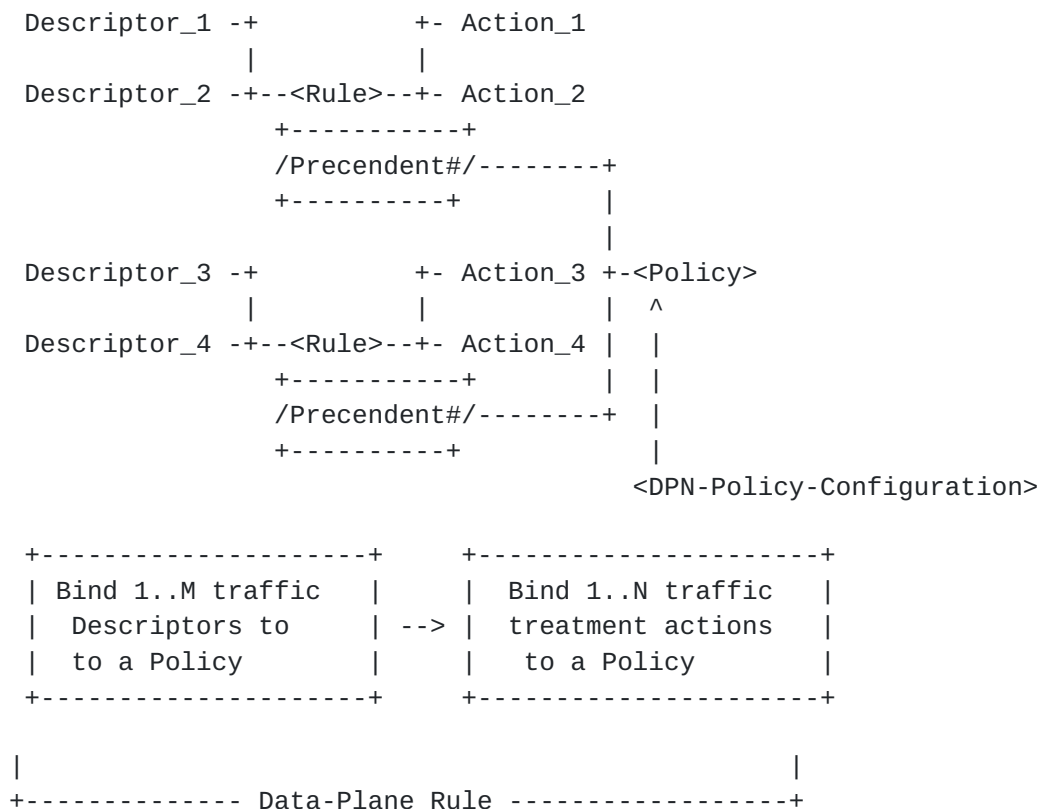 Descriptor_1 -+          +- Action_1
             |          |
Descriptor_2 -+--<Rule>--+- Action_2
               +-----------+
               /Precendent#/--------+
               +----------+         |
                                    |
Descriptor_3 -+          +- Action_3 +-<Policy>
             |          |           |  ^
Descriptor_4 -+--<Rule>--+- Action_4 |  |
               +-----------+        |  |
               /Precendent#/--------+  |
               +----------+            |
                                     <DPN-Policy-Configuration>
+--------------------+     +---------------------+
| Bind 1..M traffic   |     |  Bind 1..N traffic   |
|  Descriptors to     | --> |  treatment actions   |
|  to a Policy        |     |   to a Policy        |
+--------------------+     +---------------------+
|                                              |
+-------------- Data-Plane Rule ------------------+